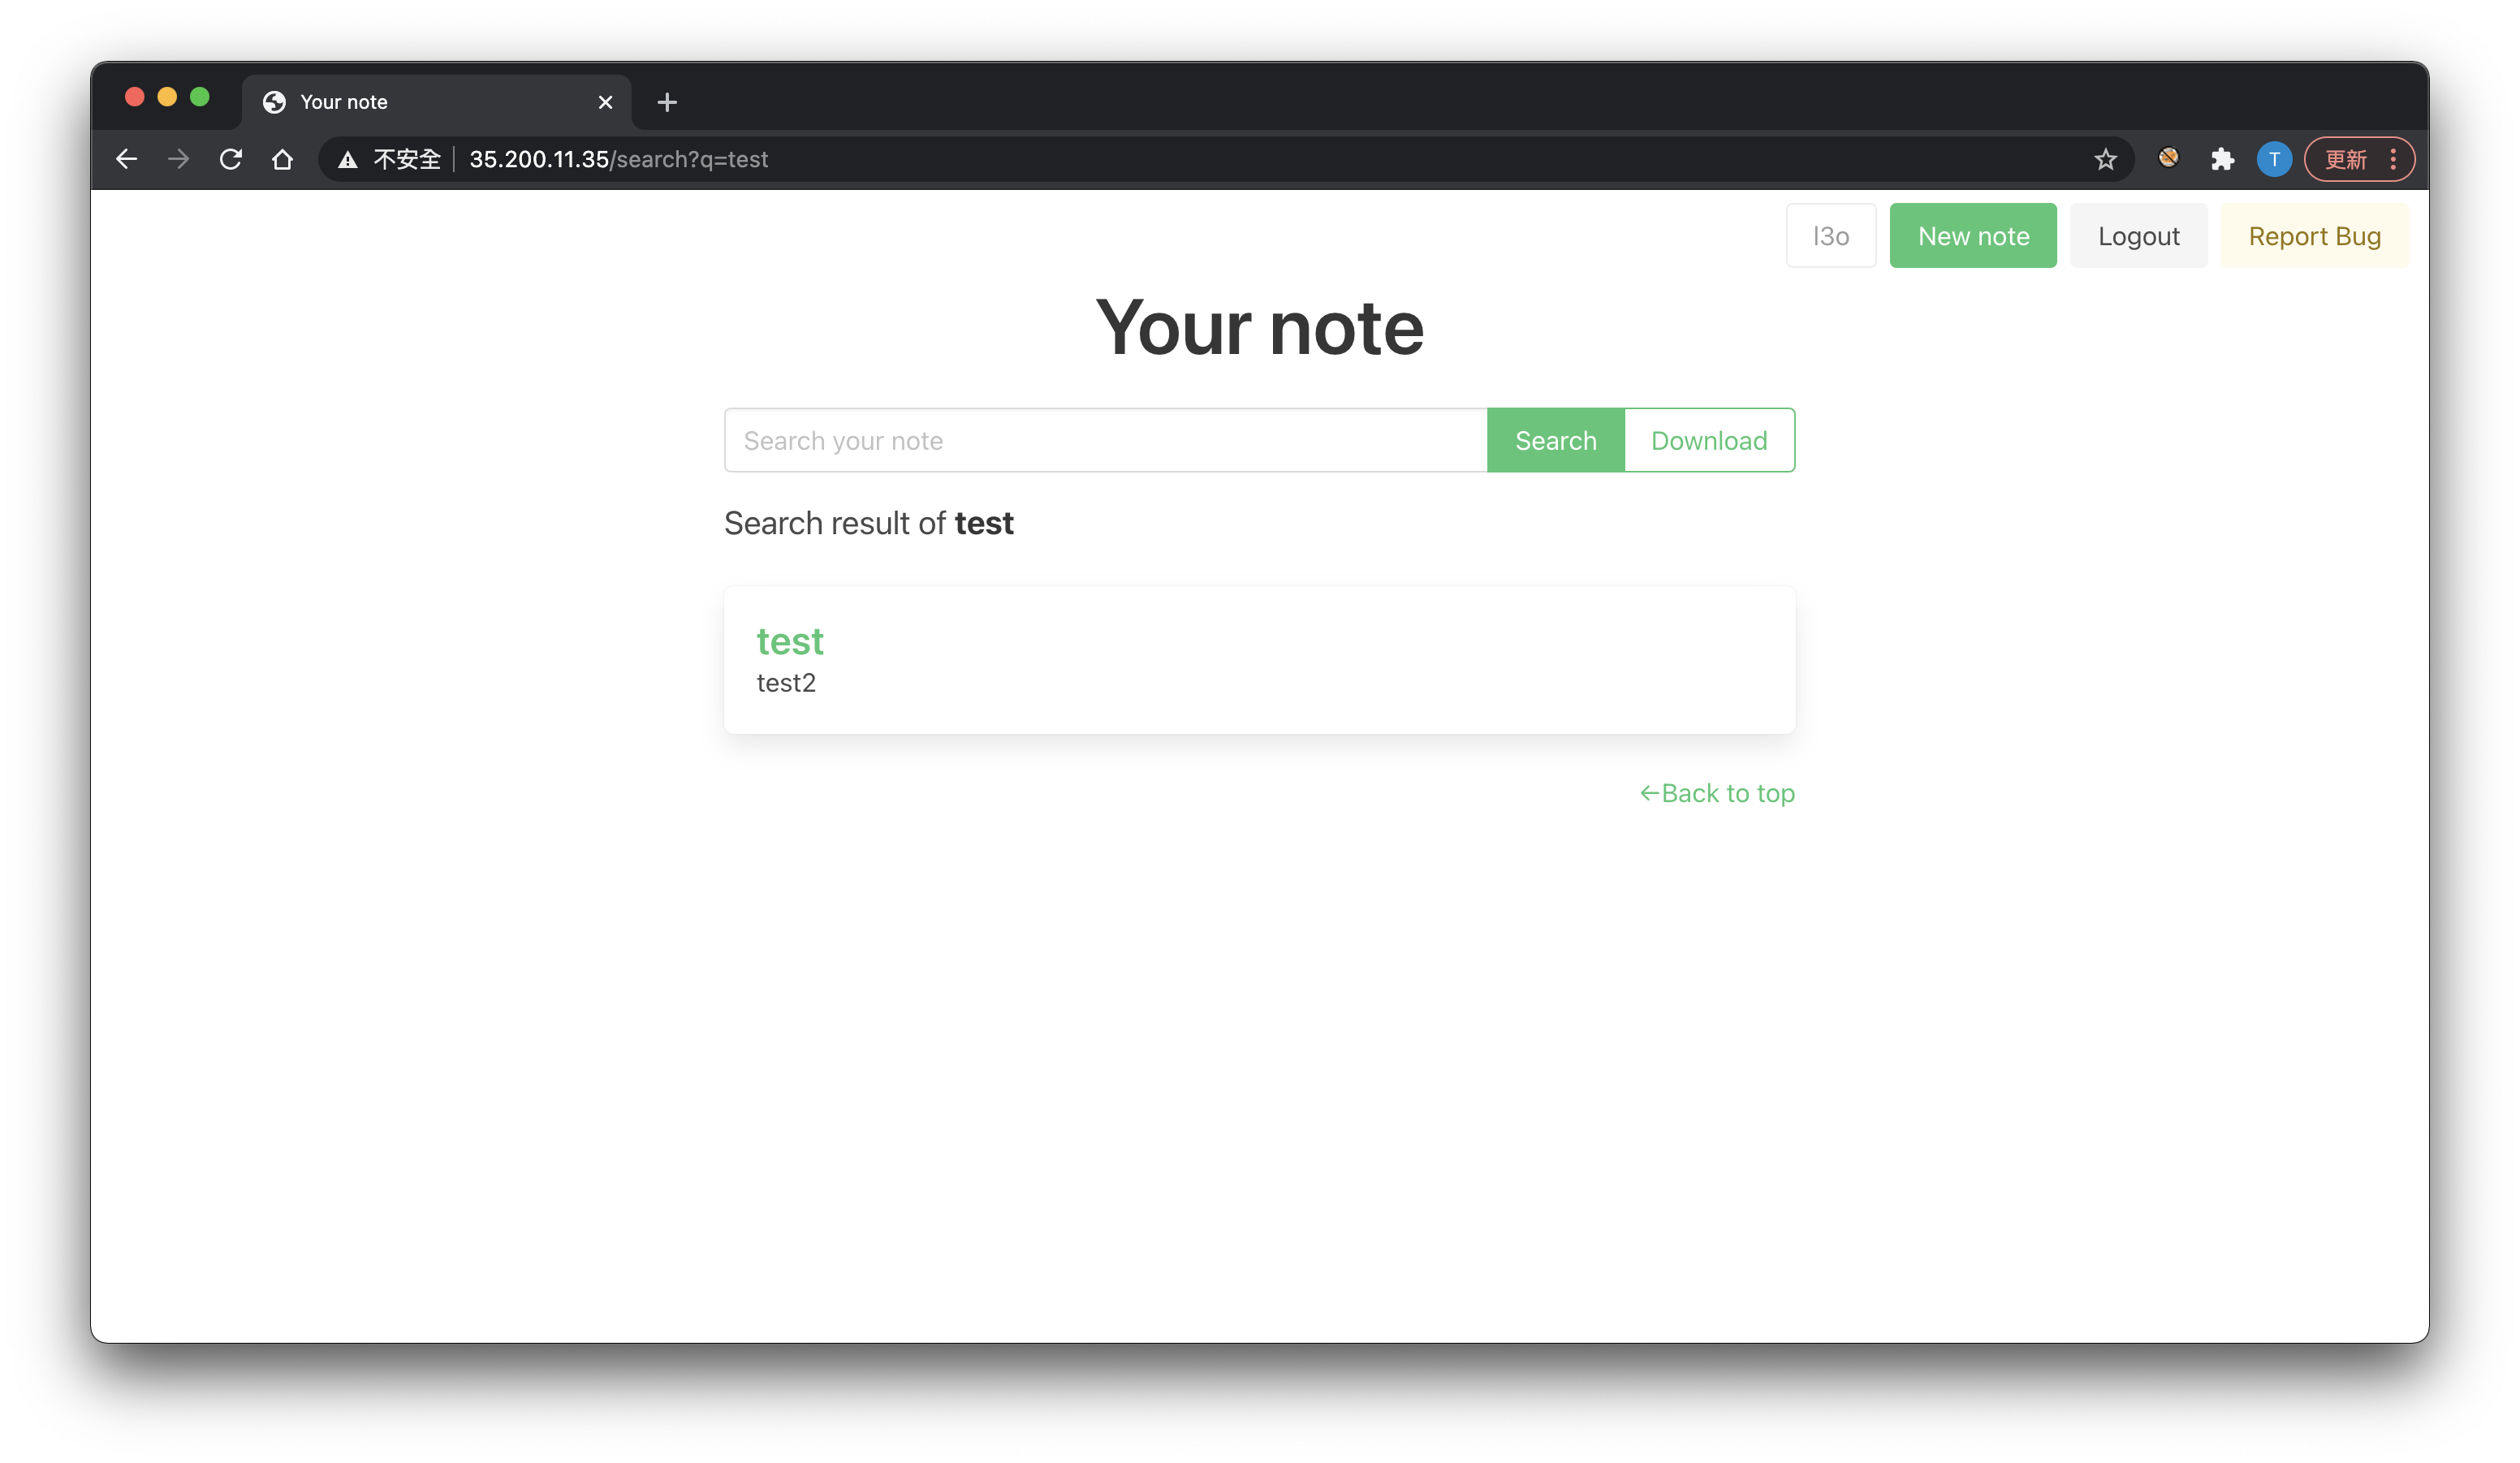 Your note
不安全 35.200.11.35/search?q=test
T
更新
l3o
New note
Logout
Report Bug
Your note
Search your note
Search
Download
Search result of test
test
test2
←Back to top